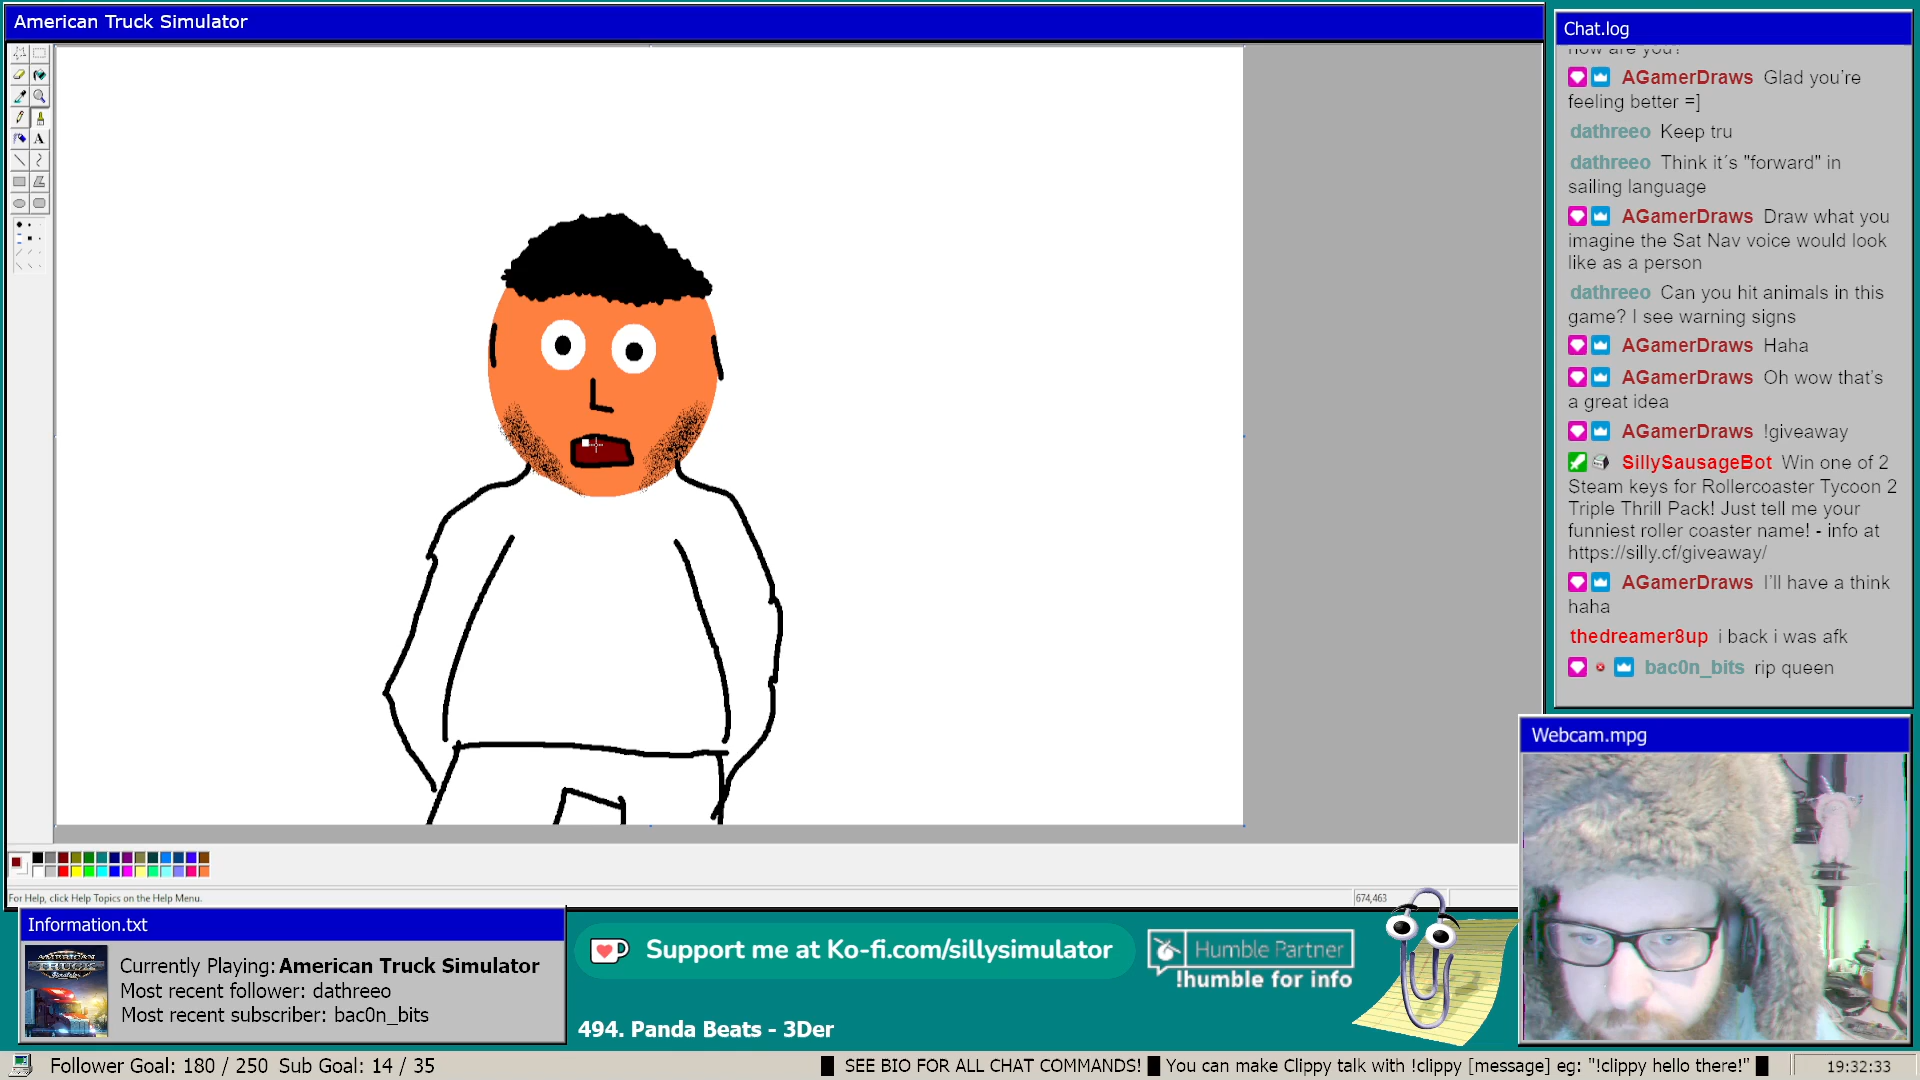 American Truck Simulator
Chat.log
how are you?
AGamerDraws Glad you're
feeling better =]
dathreeo Keep tru
dathreeo Think it´s "forward" in
sailing language
AGamerDraws Draw what you
imagine the Sat Nav voice would look
like as a person
dathreeo Can you hit animals in this
game? I see warning signs
AGamerDraws Haha
AGamerDraws Oh wow that's
a great idea
AGamerDraws !giveaway
SillySausageBot Win one of 2
Steam keys for Rollercoaster Tycoon 2
Triple Thrill Pack! Just tell me your
funniest roller coaster name! - info at
https://silly.cf/giveaway/
AGamerDraws I'll have a think
haha
thedreamer8up i back i was afk
bac0n_bits rip queen
Webcam.mpg
A
For Help, click Help Topics on the Help Menu.
674,463
Information.txt
AMERICAN
TRUCK
Simulator
Currently Playing: American Truck Simulator
Most recent follower: dathreeo
Most recent subscriber: bac0n_bits
Support me at Ko-fi.com/sillysimulator
Humble Partner
!humble for info
494. Panda Beats - 3Der
Follower Goal: 180 / 250 Sub Goal: 14 / 35
SEE BIO FOR ALL CHAT COMMANDS! You can make Clippy talk with !clippy [message] eg: "!clippy hello there!"
19:32:33